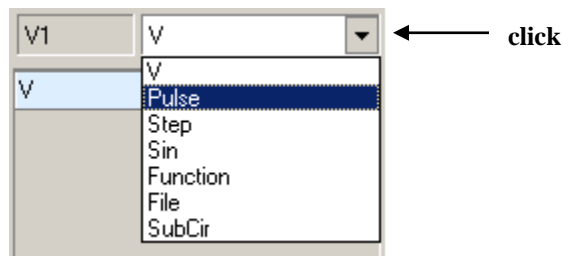 V1 V click
V
V Pulse
Step
Sin
Function
File
SubCir